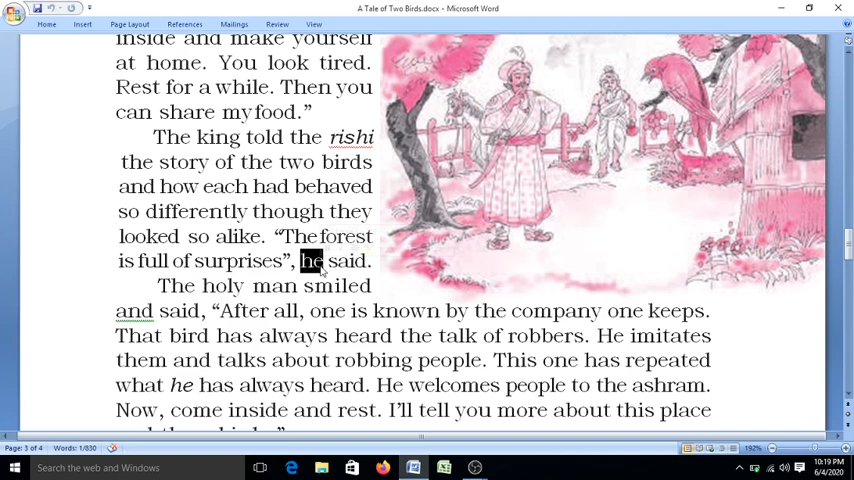 A Tale of Two Birds.docx - Microsoft Word
Home Insert Page Layout References Mailings Review View
inside and make yourself
at home. You look tired.
Rest for a while. Then you
can share my food.”
The king told the rishi
the story of the two birds
and how each had behaved
so differently though they
looked so alike. “The forest
is full of surprises”, he said.
The holy man smiled
and said, “After all, one is known by the company one keeps.
That bird has always heard the talk of robbers. He imitates
them and talks about robbing people. This one has repeated
what he has always heard. He welcomes people to the ashram.
Now, come inside and rest. I’ll tell you more about this place
Page: 3 of 4 Words: 1/830 192%
Search the web and Windows
10:19 PM
6/4/2020